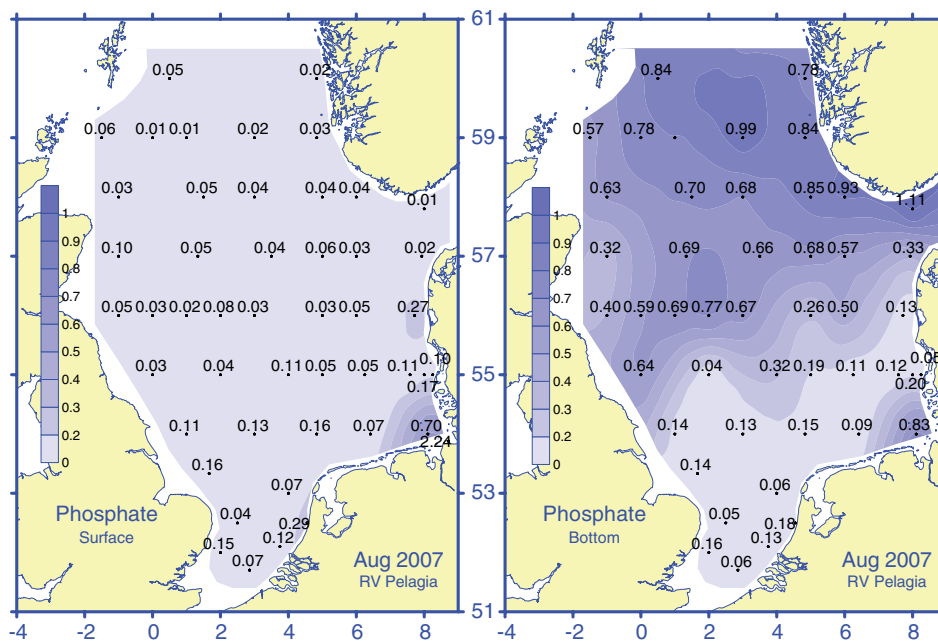 61
0.05 0.02 0.84 0.78
0.06 0.01 0.01 0.02 0.03 0.57 0.78 0.99 0.84
59
0.03 0.05 0.04 0.04 0.04 0.63 0.70 0.68 0.85 0.93
0.01 1.11
1 1
0.10 0.05 0.04 0.06 0.03 0.02 0.32 0.69 0.66 0.68 0.57 0.33
0.9 57 0.9
0.8 0.8
0.7 0.7
0.05 0.03 0.02 0.08 0.03 0.03 0.05 0.27 0.40 0.59 0.69 0.77 0.67 0.26 0.50 0.13
0.6 0.6
0.5 0.5
0.03 0.04 0.11 0.05 0.05 0.11 0.10 0.64 0.04 0.32 0.19 0.11 0.12 0.05
0.4 55 0.4
0.17 0.20
0.3 0.3
0.2 0.2
0.11 0.13 0.16 0.07 0.70 0.14 0.13 0.15 0.09 0.83
2.24
0 0
0.16 0.14
0.07 0.06
53
Phosphate 0.04 0.29 Phosphate 0.05 0.18
Surface Bottom
0.15 0.12 0.16 0.13
0.07 0.06
Aug 2007 Aug 2007
RV Pelagia RV Pelagia
51
-4 -2 0 2 4 6 8 -4 -2 0 2 4 6 8